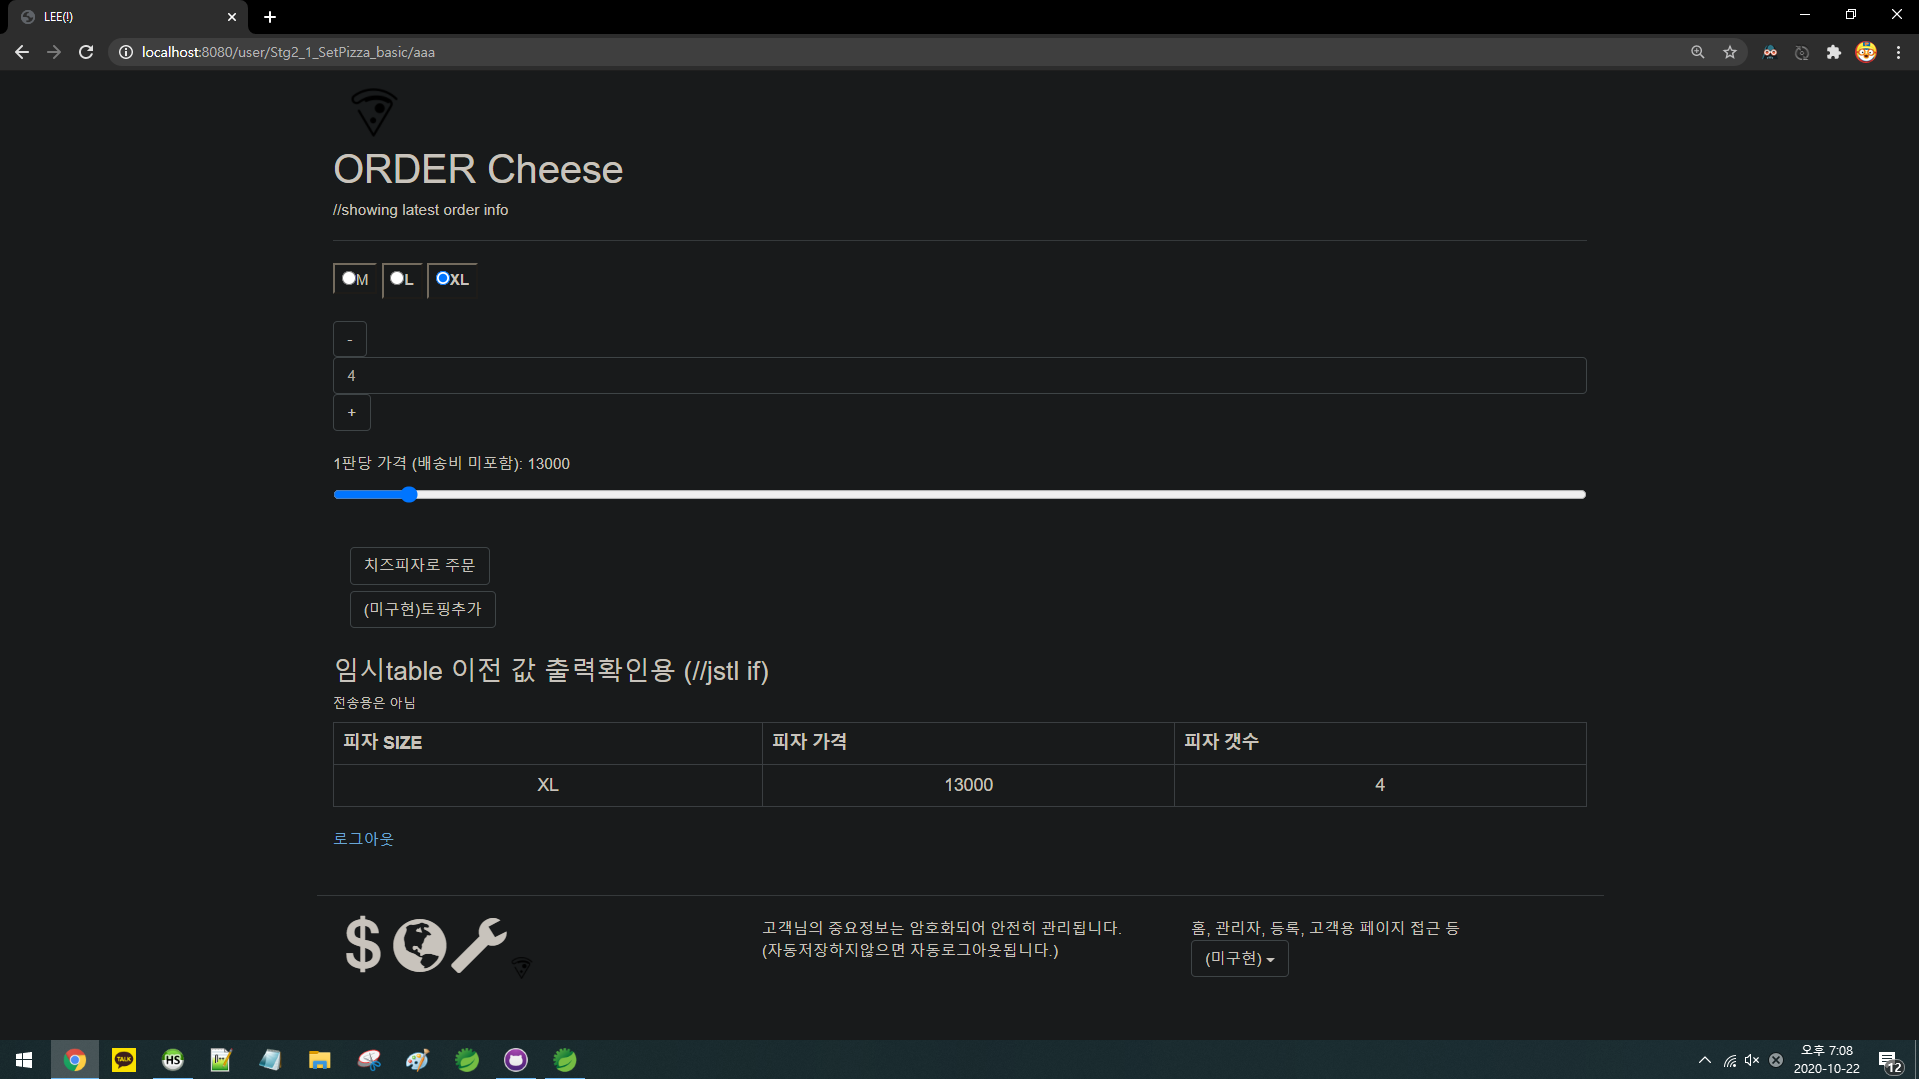 LEE(!)
localhost:8080/user/Stg2_1_SetPizza_basic/aaa
ORDER Cheese
//showing latest order info
M L XL
-
4
+
1판당 가격 (배송비 미포함): 13000
치즈피자로 주문
(미구현)토핑추가
임시table 이전 값 출력확인용 (//jstl if)
전송용은 아님
피자 SIZE 피자 가격 피자 갯수
XL 13000 4
로그아웃
$
고객님의 중요정보는 암호화되어 안전히 관리됩니다.
(자동저장하지않으면 자동로그아웃됩니다.)
홈, 관리자, 등록, 고객용 페이지 접근 등
(미구현)
TALK
HS
오후 7:08
2020-10-22
12